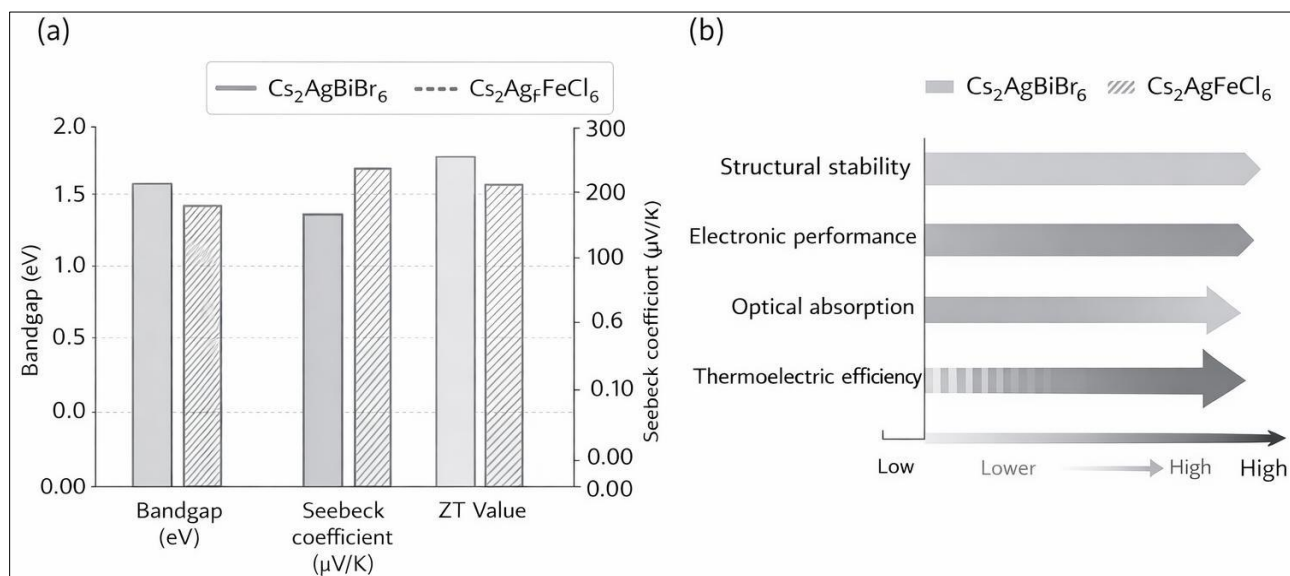 (a)
Cs₂AgBiBr₆ Cs₂Ag_fFeCl₆
2.0
1.5
1.0
0.5
0.0
0.00
Bandgap (eV)
300
200
100
0.6
0.10
0.00
0.00
Seebeck coefficiort (µV/K)
Bandgap
(eV)
Seebeck
coefficient
(µV/K)
ZT Value
(b)
Cs₂AgBiBr₆ Cs₂AgFeCl₆
Structural stability
Electronic performance
Optical absorption
Thermoelectric efficiency
Low Lower High High